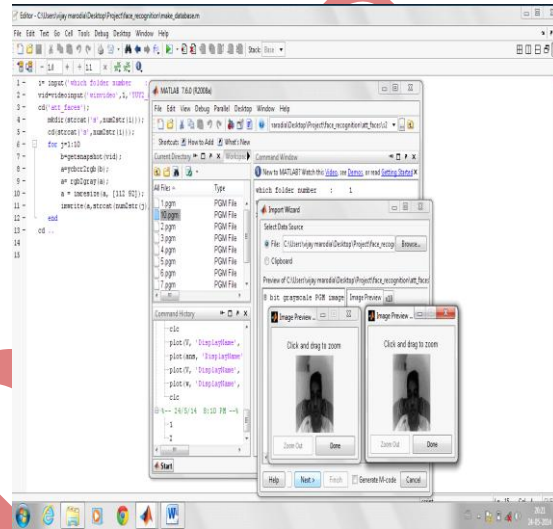 Editor - C:\Users\vijay marodia\Desktop\Project\face_recognition\make_database.m
File Edit Text Go Cell Tools Debug Desktop Window Help
Stack: Base
- 1.0 + ÷ 1.1 ×
1 - i= input('which folder number :
2 - vid=videoinput('winvideo',1,'YUY2_
3 - cd('att_faces');
4 - mkdir(strcat('s',num2str(i)));
5 - cd(strcat('s',num2str(i)));
6 - for j=1:10
7 - b=getsnapshot(vid);
8 - a=ycbcr2rgb(b);
9 - a= rgb2gray(a);
10 - a = imresize(a, [112 92]);
11 - imwrite(a,strcat(num2str(j)
12 - end
13 - cd ..
14
15
MATLAB 7.6.0 (R2008a)
File Edit View Debug Parallel Desktop Window Help
marodia\Desktop\Project\face_recognition\att_faces\s2
Shortcuts How to Add What's New
Current Directory
Workspace
All Files
Type
1.pgm PGM File
10.pgm PGM File
2.pgm PGM File
3.pgm PGM File
4.pgm PGM File
5.pgm PGM File
6.pgm PGM File
7.pgm PGM File
Command Window
New to MATLAB? Watch this Video, see Demos, or read Getting Started.
which folder number : 1
Command History
clc
plot(V, 'DisplayName',
plot(ans, 'DisplayName'
plot(V, 'DisplayName',
plot(w, 'DisplayName',
clc
%-- 24/5/14 8:10 PM --%
1
2
Start
Import Wizard
Select Data Source
File: C:\Users\vijay marodia\Desktop\Project\face_recog
Browse...
Clipboard
Preview of C:\Users\vijay marodia\Desktop\Project\face_recognition\att_faces
8 bit grayscale PGM image
Image Preview
Image Preview ...
Click and drag to zoom
Zoom Out
Done
Image Preview ...
Click and drag to zoom
Zoom Out
Done
Help
Next >
Finish
Generate M-code
Cancel
20:21
24-05-2014